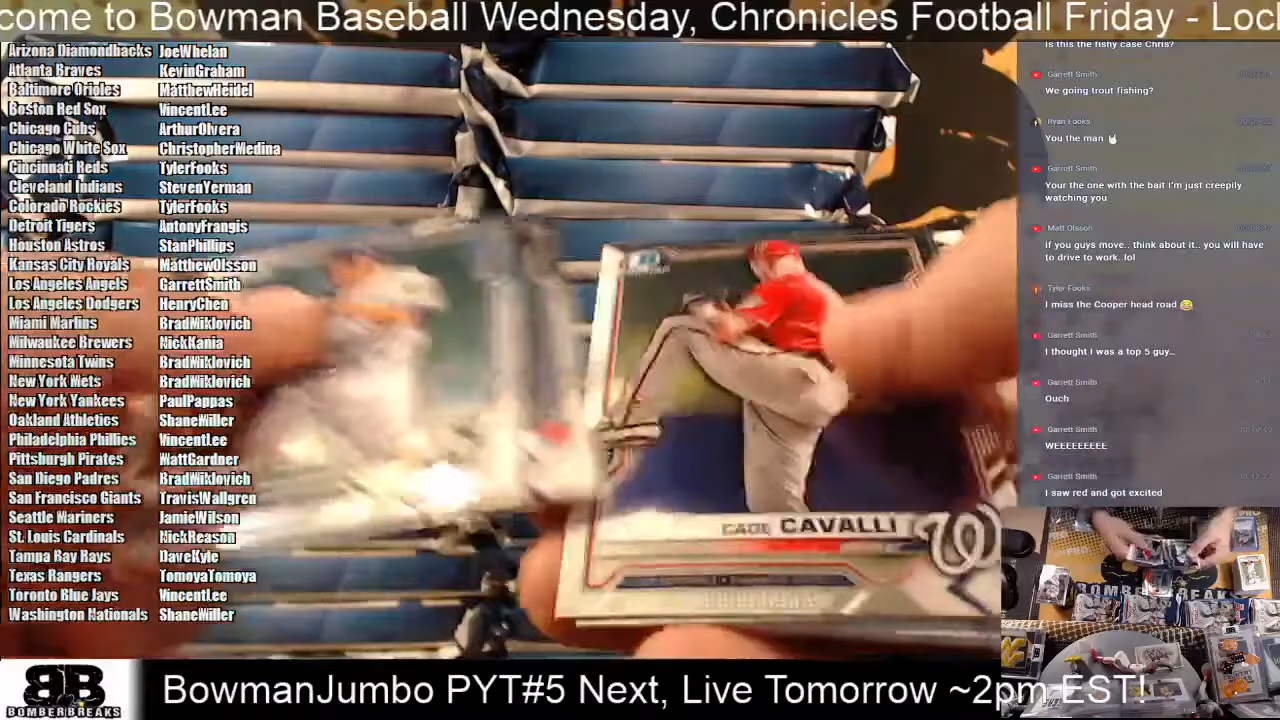 come to Bowman Baseball Wednesday, Chronicles Football Friday - Loc
Arizona Diamondbacks JoeWhelan
Atlanta Braves KevinGraham
Baltimore Orioles MatthewHeidel
Boston Red Sox VincentLee
Chicago Cubs ArthurOlvera
Chicago White Sox ChristopherMedina
Cincinnati Reds TylerFooks
Cleveland Indians StevenYerman
Colorado Rockies TylerFooks
Detroit Tigers AntonyFrangis
Houston Astros StanPhillips
Kansas City Royals MatthewOlsson
Los Angeles Angels GarrettSmith
Los Angeles Dodgers HenryChen
Miami Marlins BradMiklovich
Milwaukee Brewers NickKania
Minnesota Twins BradMiklovich
New York Mets BradMiklovich
New York Yankees PaulPappas
Oakland Athletics ShaneMiller
Philadelphia Phillies VincentLee
Pittsburgh Pirates MattGardner
San Diego Padres BradMiklovich
San Francisco Giants TravisWallgren
Seattle Mariners JamieWilson
St. Louis Cardinals NickReason
Tampa Ray Rays DaveKyle
Texas Rangers TomoyaTomoya
Toronto Blue Jays VincentLee
Washington Nationals ShaneMiller
CADE CAVALLI
W
Is this the fishy case Chris?
Garrett Smith
We going trout fishing?
Ryan Fooks
You the man 🤘
Garrett Smith
Your the one with the bait I'm just creepily
watching you
Matt Olsson
if you guys move.. think about it.. you will have
to drive to work..lol
Tyler Fooks
I miss the Cooper head road 😂
Garrett Smith
I thought I was a top 5 guy...
Garrett Smith
Ouch
Garrett Smith
WEEEEEEEEE
Garrett Smith
I saw red and got excited
BOMBER BREAKS
BB
BOMBERBREAKS
BowmanJumbo PYT#5 Next, Live Tomorrow ~2pm EST!